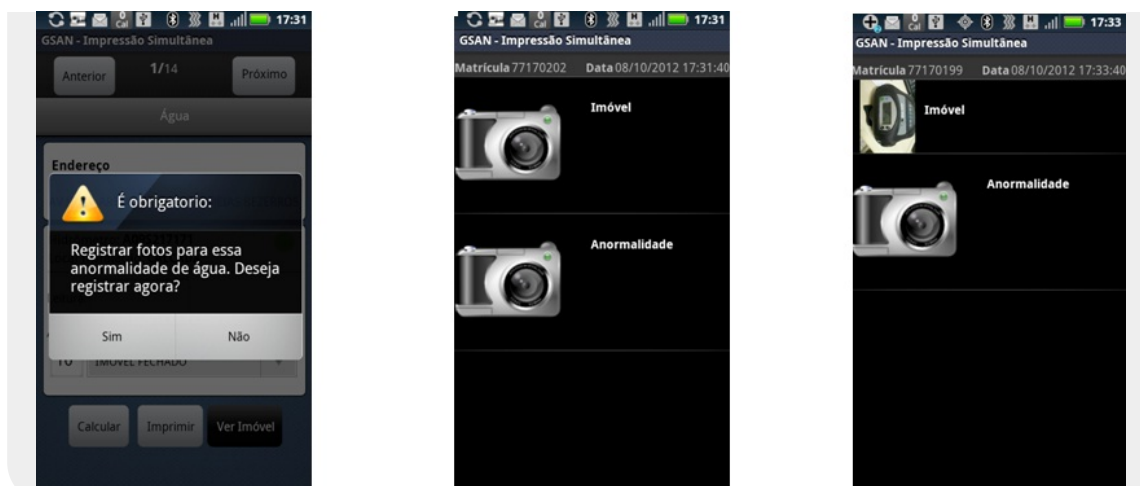 17:31
GSAN - Impressão Simultânea
Anterior
1/14
Próximo
Água
Endereço
É obrigatorio:
Registrar fotos para essa
anormalidade de água. Deseja
registrar agora?
Sim
Não
10
IMOVEL FECHADO
Calcular
Imprimir
Ver Imóvel
17:31
GSAN - Impressão Simultânea
Matrícula 77170202 Data 08/10/2012 17:31:40
Imóvel
Anormalidade
17:33
GSAN - Impressão Simultânea
Matrícula 77170199 Data 08/10/2012 17:33:40
Imóvel
Anormalidade